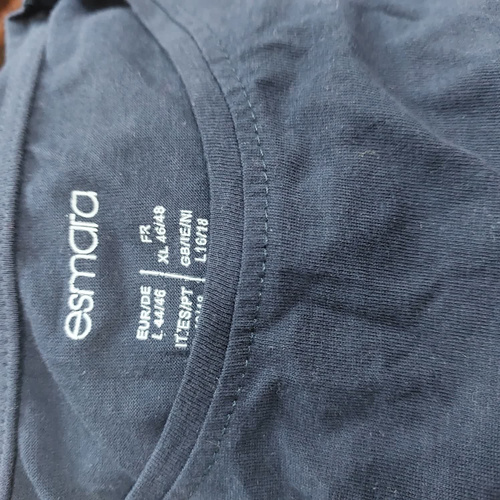 esmara
EUR/DE | FR
L 44/46 | XL 46/48
IT/ES/PT | GB/IE/NI
L 16/18